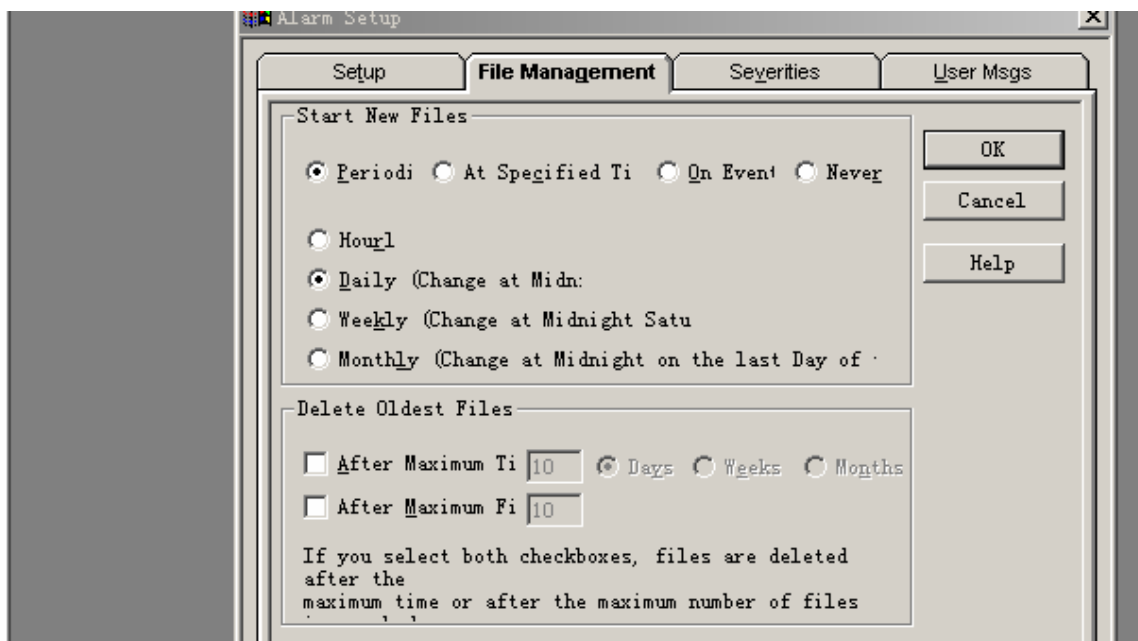 Alarm Setup
Setup File Management Severities User Msgs
Start New Files
Periodi At Specified Ti On Event Never
Hourl
Daily (Change at Midn:
Weekly (Change at Midnight Satu
Monthly (Change at Midnight on the last Day of
OK
Cancel
Help
Delete Oldest Files
After Maximum Ti 10 Days Weeks Months
After Maximum Fi 10
If you select both checkboxes, files are deleted
after the
maximum time or after the maximum number of files